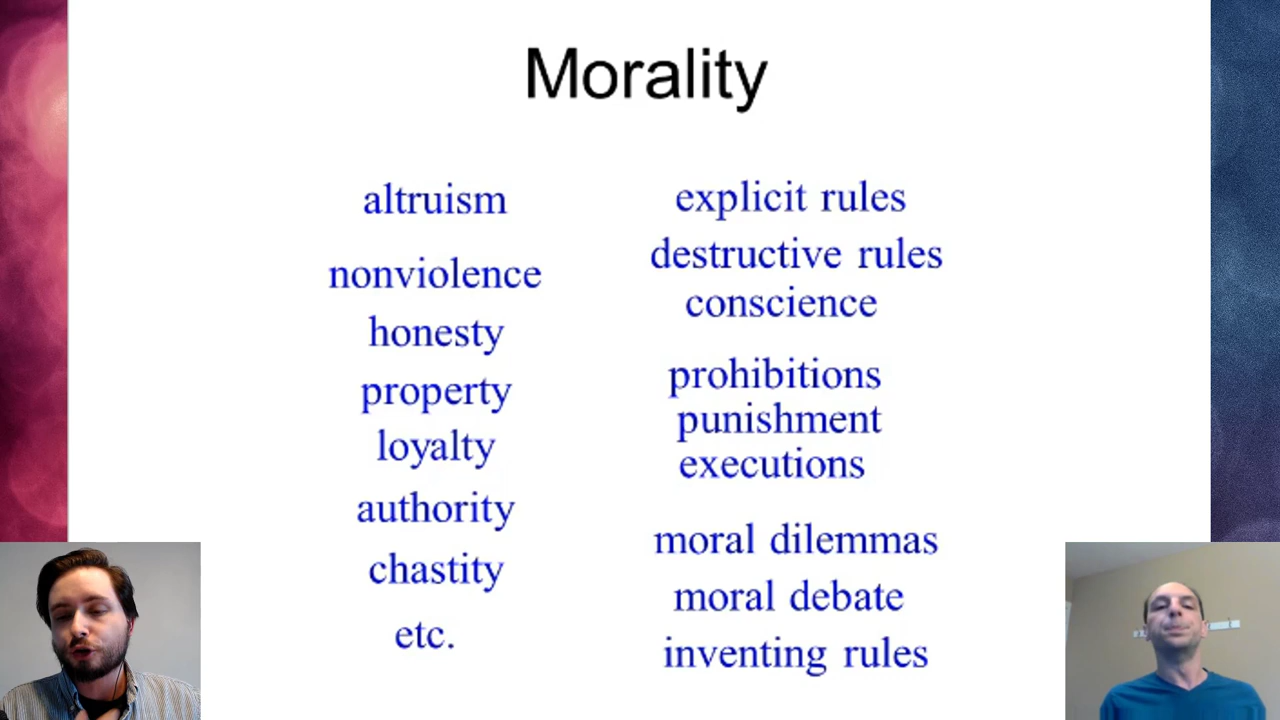 Morality
altruism
nonviolence
honesty
property
loyalty
authority
chastity
etc.
explicit rules
destructive rules
conscience
prohibitions
punishment
executions
moral dilemmas
moral debate
inventing rules